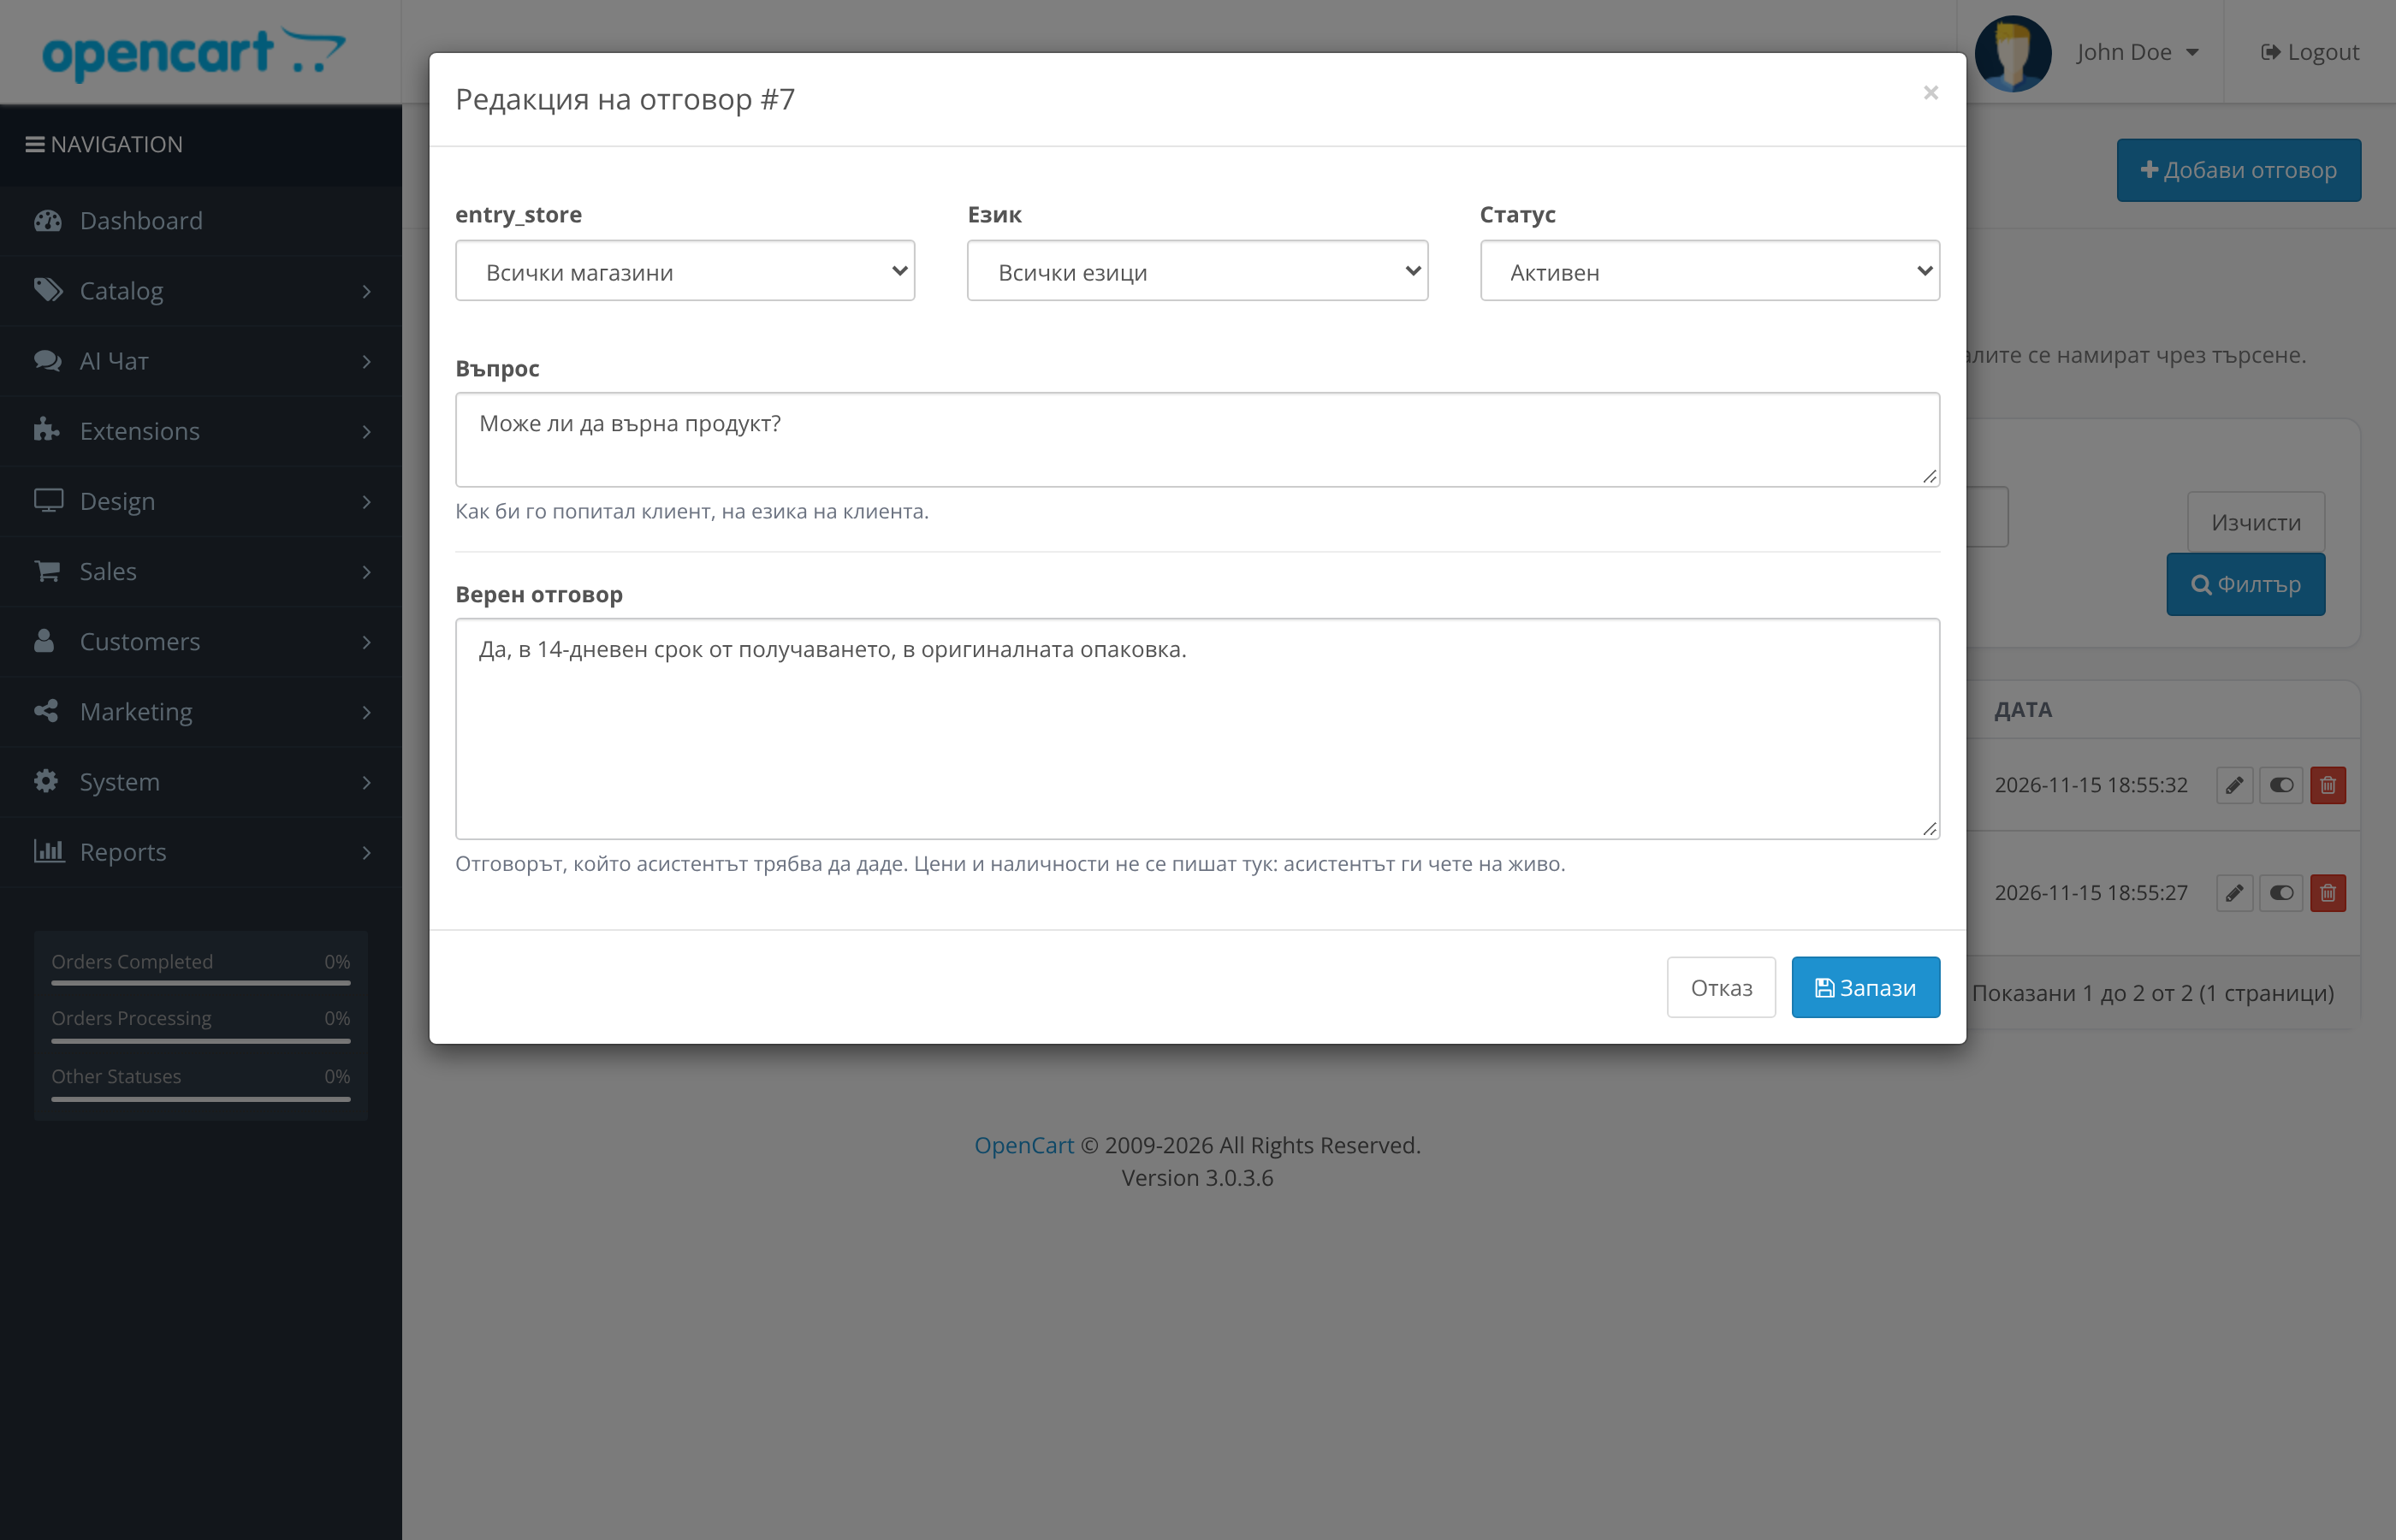 opencart
John Doe
Logout
Редакция на отговор #7
×
NAVIGATION
Добави отговор
Dashboard
Catalog
AI Чат
Extensions
Design
Sales
Customers
Marketing
System
Reports
entry_store
Език
Статус
Всички магазини
Всички езици
Активен
се намират чрез търсене.
Въпрос
Може ли да върна продукт?
Как би го попитал клиент, на езика на клиента.
Изчисти
Филтър
Верен отговор
Да, в 14-дневен срок от получаването, в оригиналната опаковка.
Отговорът, който асистентът трябва да даде. Цени и наличности не се пишат тук: асистентът ги чете на живо.
ДАТА
2026-11-15 18:55:32
2026-11-15 18:55:27
Orders Completed 0%
Orders Processing 0%
Other Statuses 0%
Отказ
Запази
Показани 1 до 2 от 2 (1 страници)
OpenCart © 2009-2026 All Rights Reserved.
Version 3.0.3.6